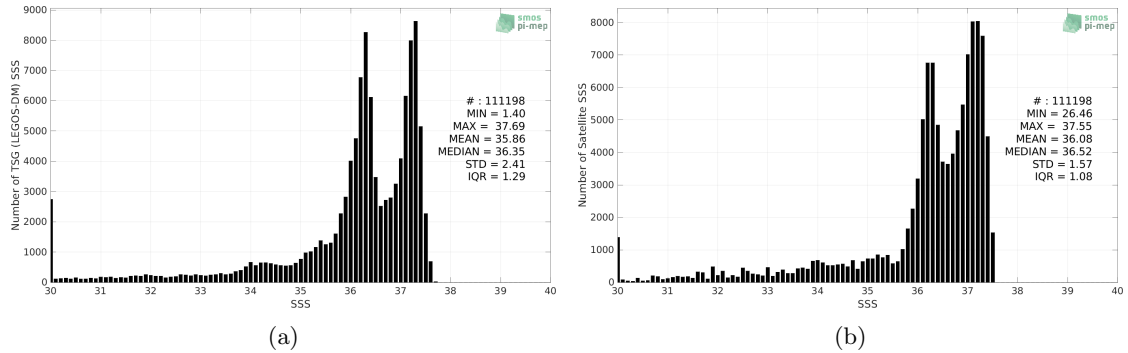 smos
pi-mep
9000
8000
7000
6000
5000
4000
3000
2000
1000
0
Number of TSG (LEGOS-DM) SSS
# : 111198
MIN = 1.40
MAX = 37.69
MEAN = 35.86
MEDIAN = 36.35
STD = 2.41
IQR = 1.29
30 31 32 33 34 35 36 37 38 39 40
SSS
(a)
smos
pi-mep
8000
7000
6000
5000
4000
3000
2000
1000
0
Number of Satellite SSS
# : 111198
MIN = 26.46
MAX = 37.55
MEAN = 36.08
MEDIAN = 36.52
STD = 1.57
IQR = 1.08
30 31 32 33 34 35 36 37 38 39 40
SSS
(b)